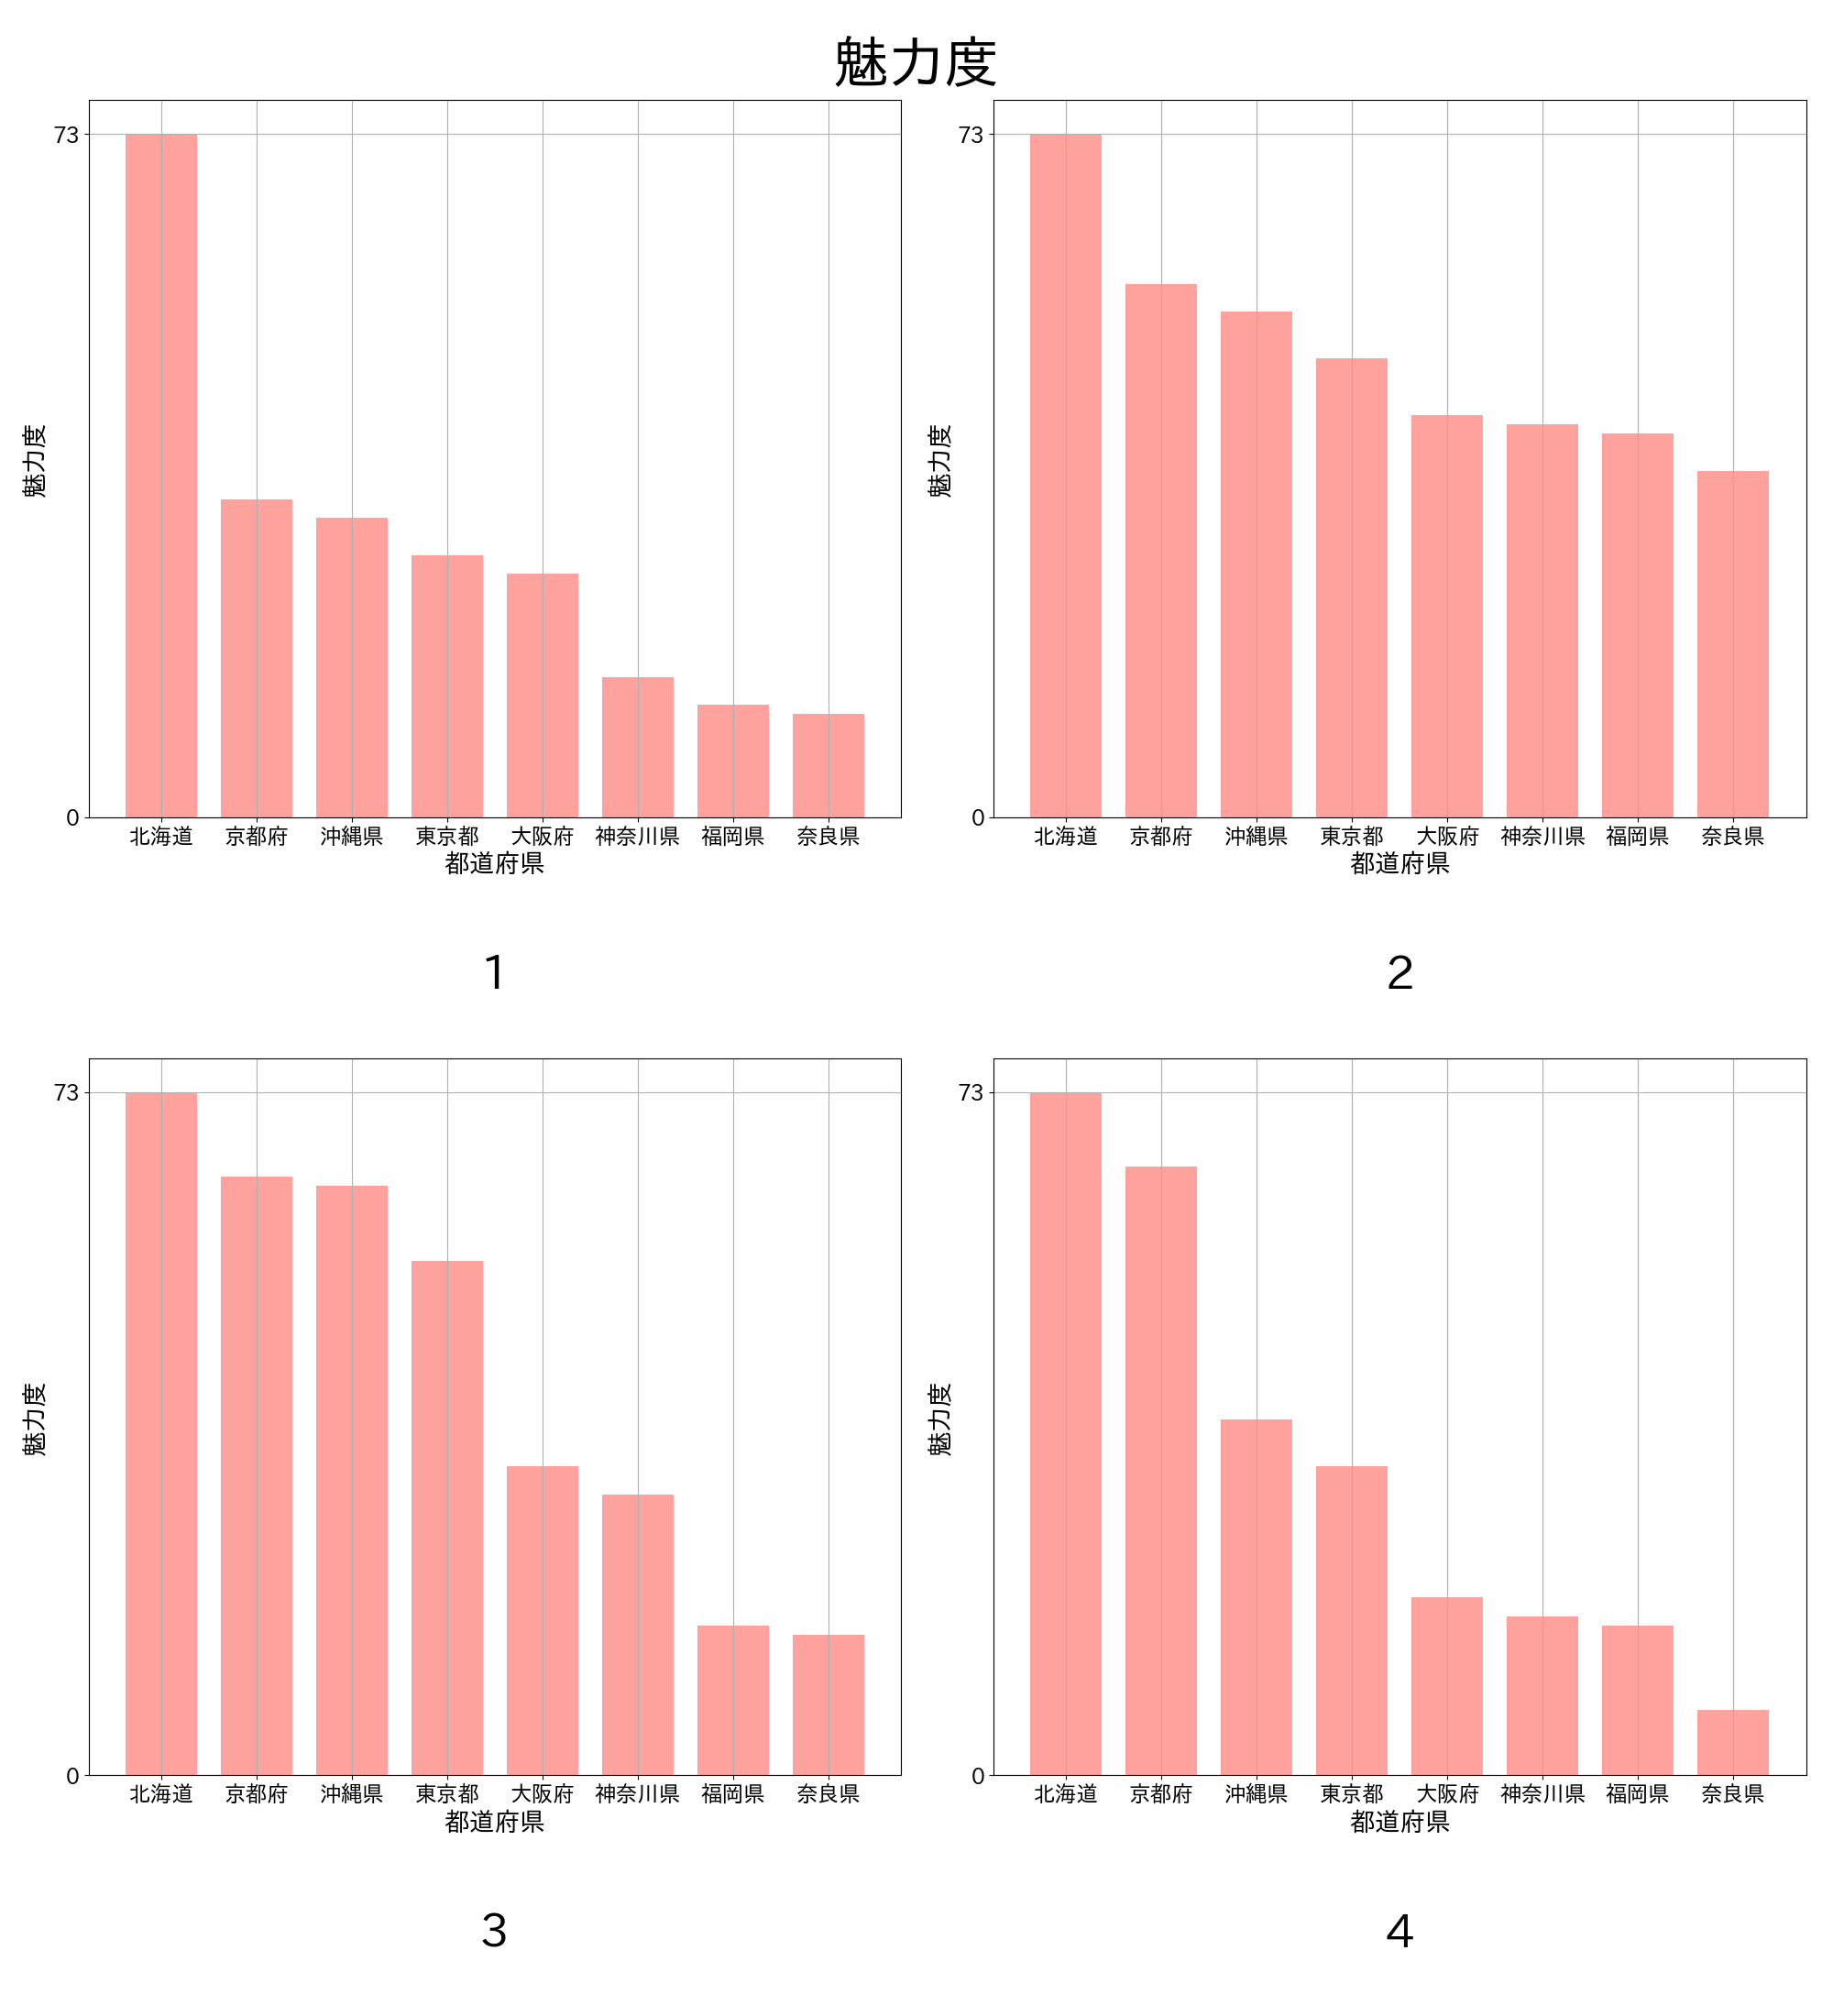 魅力度
73
0
魅力度
北海道 京都府 沖縄県 東京都 大阪府 神奈川県 福岡県 奈良県
都道府県
1
73
0
魅力度
北海道 京都府 沖縄県 東京都 大阪府 神奈川県 福岡県 奈良県
都道府県
2
73
0
魅力度
北海道 京都府 沖縄県 東京都 大阪府 神奈川県 福岡県 奈良県
都道府県
3
73
0
魅力度
北海道 京都府 沖縄県 東京都 大阪府 神奈川県 福岡県 奈良県
都道府県
4